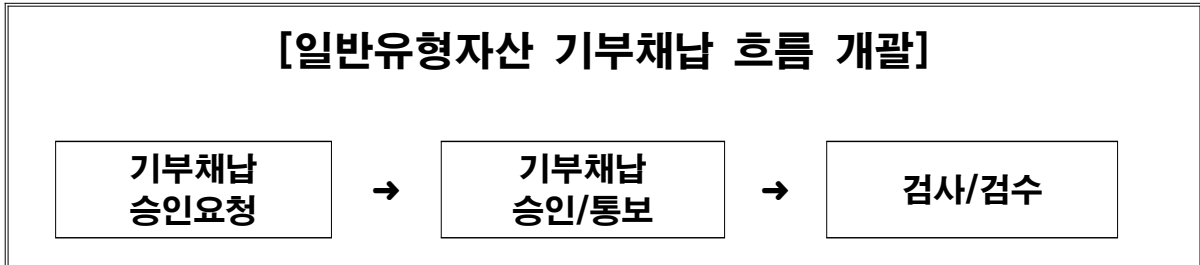 [일반유형자산 기부채납 흐름 개괄]
기부채납
승인요청
➜
기부채납
승인/통보
➜
검사/검수